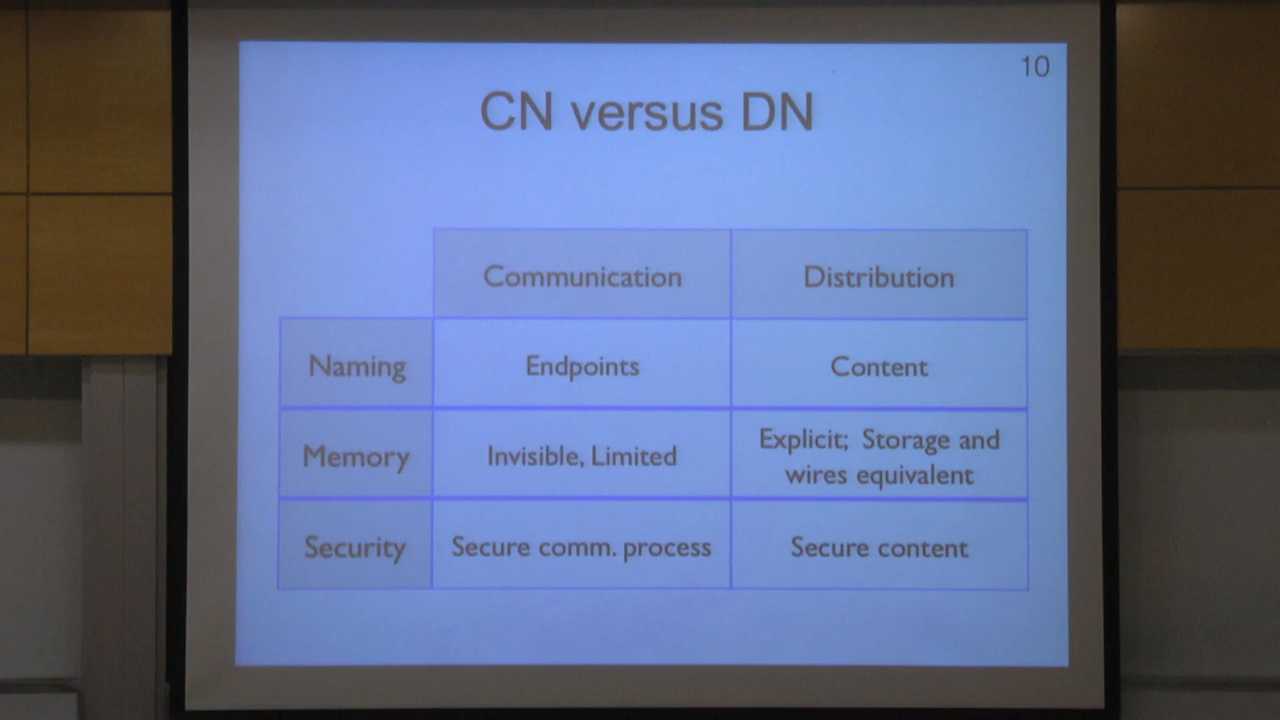 10
CN versus DN
Communication Distribution
Naming Endpoints Content
Memory Invisible, Limited Explicit; Storage and
wires equivalent
Security Secure comm. process Secure content